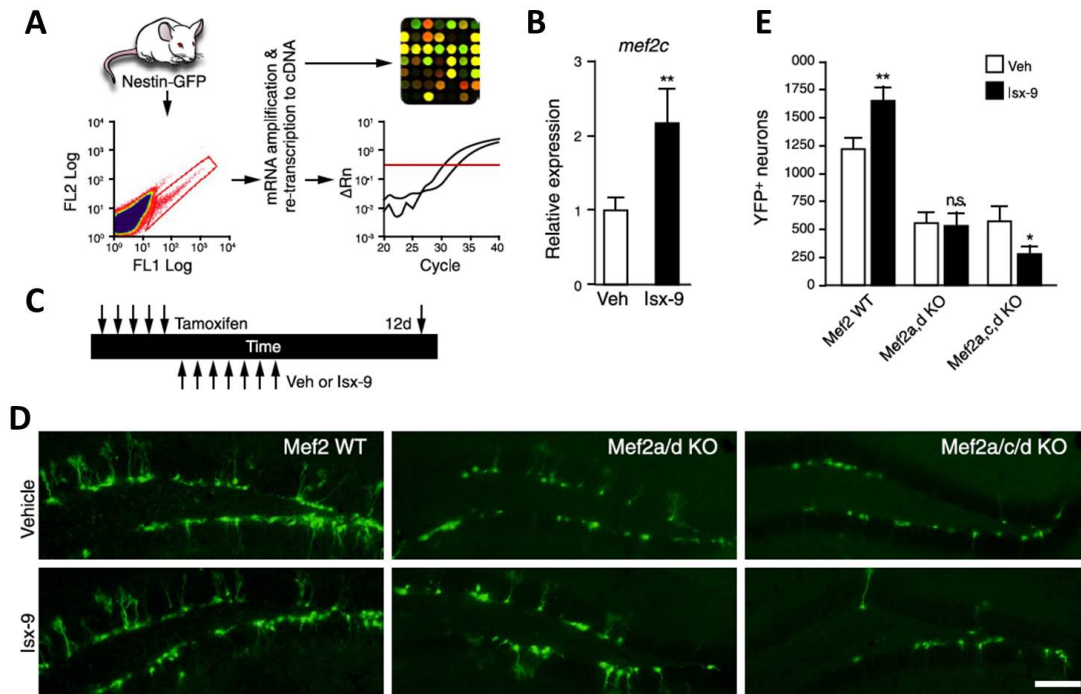 A
Nestin-GFP
mRNA amplification &
re-transcription to cDNA
FL2 Log
10⁴
10³
10²
10¹
10⁰
10⁰ 10¹ 10² 10³ 10⁴
FL1 Log
ΔRn
10¹
10⁰
10⁻¹
10⁻²
10⁻³
20 25 30 35 40
Cycle
B
mef2c
Relative expression
3
2
1
0
**
Veh Isx-9
C
Tamoxifen
12d
Time
Veh or Isx-9
E
Veh
Isx-9
YFP⁺ neurons
000
1750
1500
1250
1000
750
500
250
000
**
n.s.
*
Mef2 WT
Mef2a,d KO
Mef2a,c,d KO
D
Mef2 WT
Mef2a/d KO
Mef2a/c/d KO
Vehicle
Isx-9